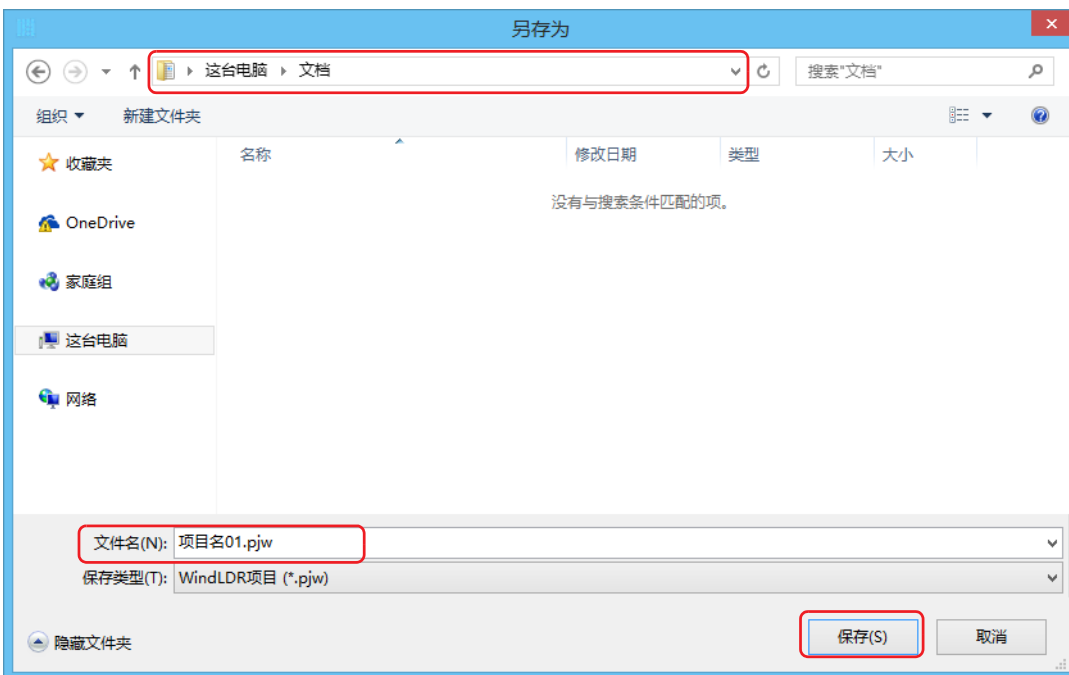 另存为
这台电脑 文档
搜索"文档"
组织 新建文件夹
名称 修改日期 类型 大小
没有与搜索条件匹配的项。
收藏夹
OneDrive
家庭组
这台电脑
网络
文件名(N): 项目名01.pjw
保存类型(T): WindLDR项目 (*.pjw)
隐藏文件夹
保存(S) 取消